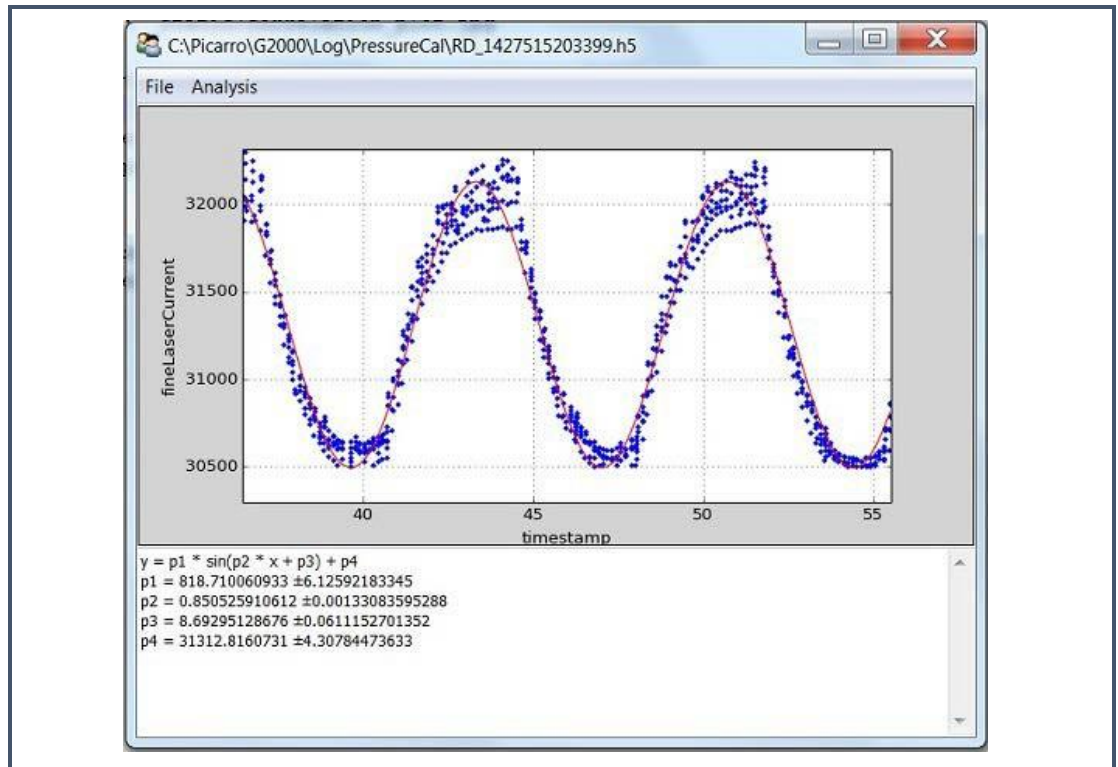 C:\Picarro\G2000\Log\PressureCal\RD_1427515203399.h5
File Analysis
fineLaserCurrent
32000
31500
31000
30500
40 45 50 55
timestamp
y = p1 * sin(p2 * x + p3) + p4
p1 = 818.710060933 ±6.12592183345
p2 = 0.850525910612 ±0.00133083595288
p3 = 8.69295128676 ±0.0611152701352
p4 = 31312.8160731 ±4.30784473633